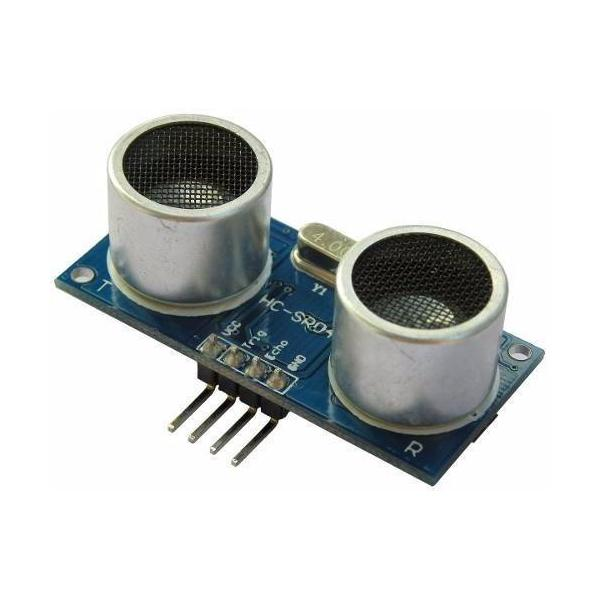 T
4.00
Y1
HC-SR04
Vcc
Trig
Echo
GND
R